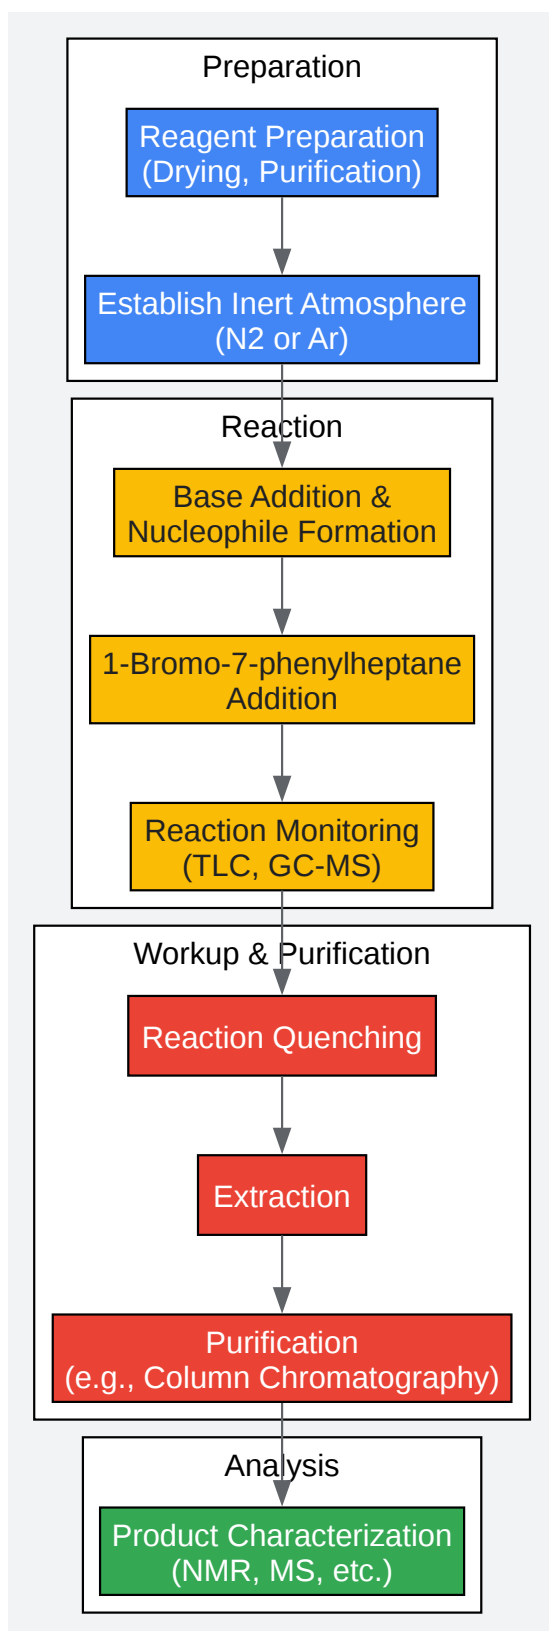 Preparation
Reagent Preparation
(Drying, Purification)
Establish Inert Atmosphere
(N2 or Ar)
Reaction
Base Addition &
Nucleophile Formation
1-Bromo-7-phenylheptane
Addition
Reaction Monitoring
(TLC, GC-MS)
Workup & Purification
Reaction Quenching
Extraction
Purification
(e.g., Column Chromatography)
Analysis
Product Characterization
(NMR, MS, etc.)